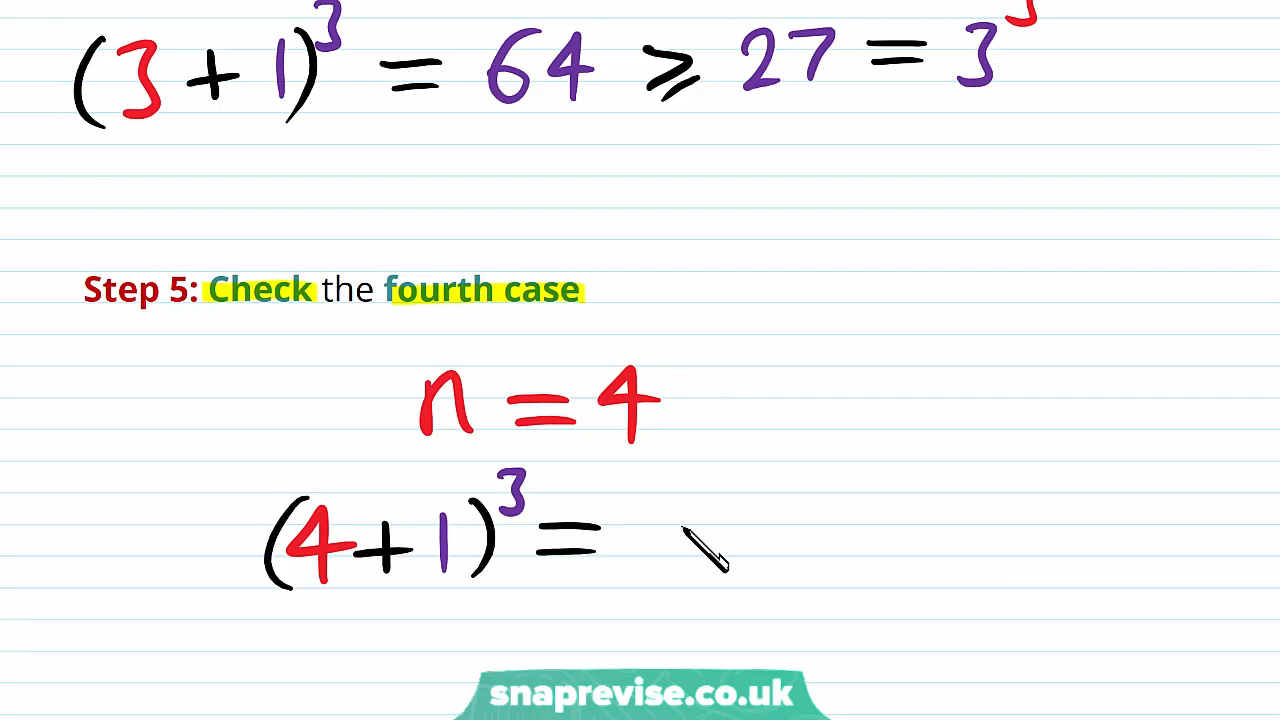 (3 + 1)³ = 64 ⩾ 27 = 3³
Step 5: Check the fourth case
n = 4
(4 + 1)³ =
snaprevise.co.uk